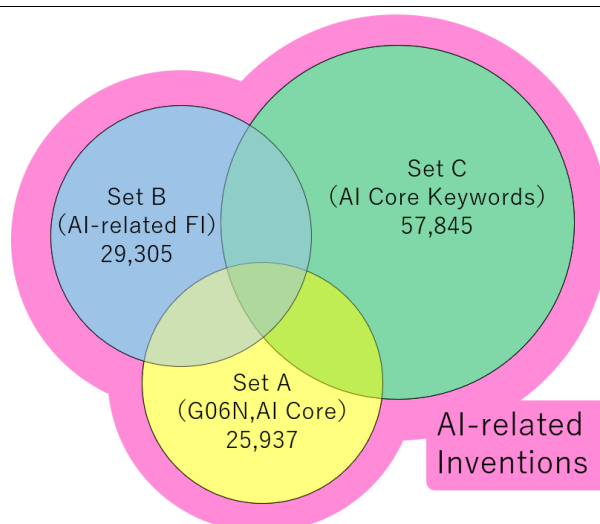 Set B
(AI-related FI)
29,305
Set C
(AI Core Keywords)
57,845
Set A
(G06N,AI Core)
25,937
AI-related
Inventions